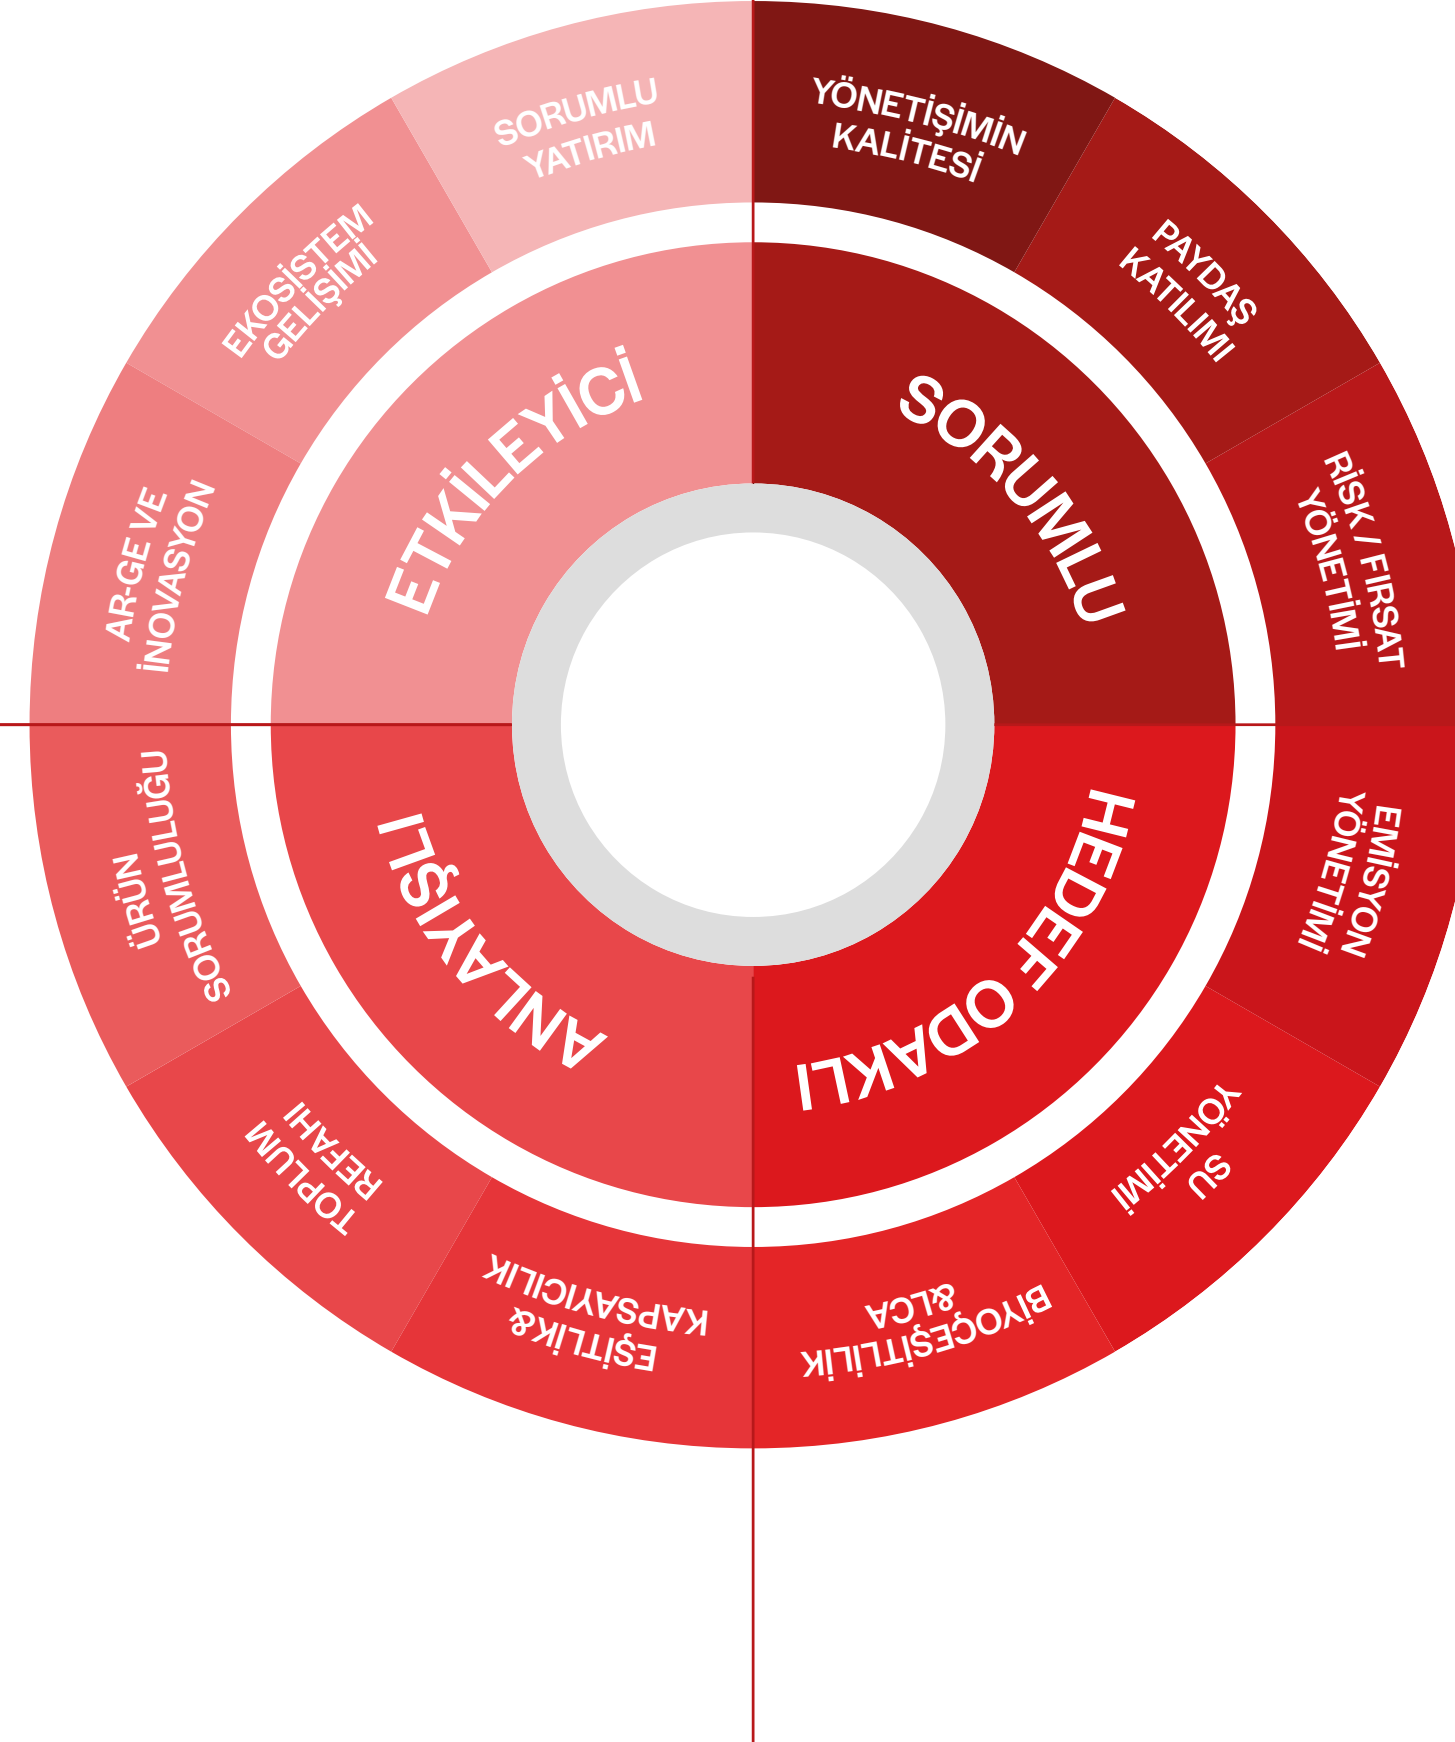 SORUMLU
YATIRIM
YÖNETİŞİMİN
KALİTESİ
PAYDAŞ
KATILIMI
RİSK / FIRSAT
YÖNETİMİ
EMİSYON
YÖNETİMİ
SU
YÖNETİMİ
BİYOÇEŞİTLİLİK
&LCA
EŞİTLİK&
KAPSAYICILIK
TOPLUM
REFAHI
ÜRÜN
SORUMLULUĞU
AR-GE VE
İNOVASYON
EKOSİSTEM
GELİŞİMİ
ETKİLEYİCİ
SORUMLU
HEDEF ODAKLI
ANLAYIŞLI